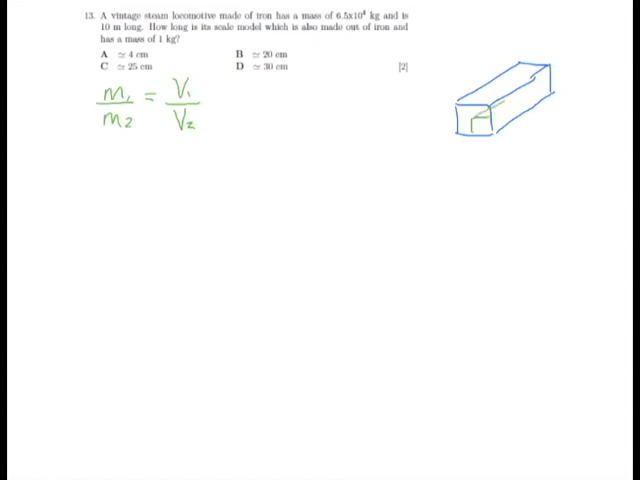 13. A vintage steam locomotive made of iron has a mass of 6.5x10⁴ kg and is
10 m long. How long is its scale model which is also made out of iron and
has a mass of 1 kg?
A ≃ 4 cm B ≃ 20 cm
C ≃ 25 cm D ≃ 30 cm [2]
m₁/m₂ = V₁/V₂